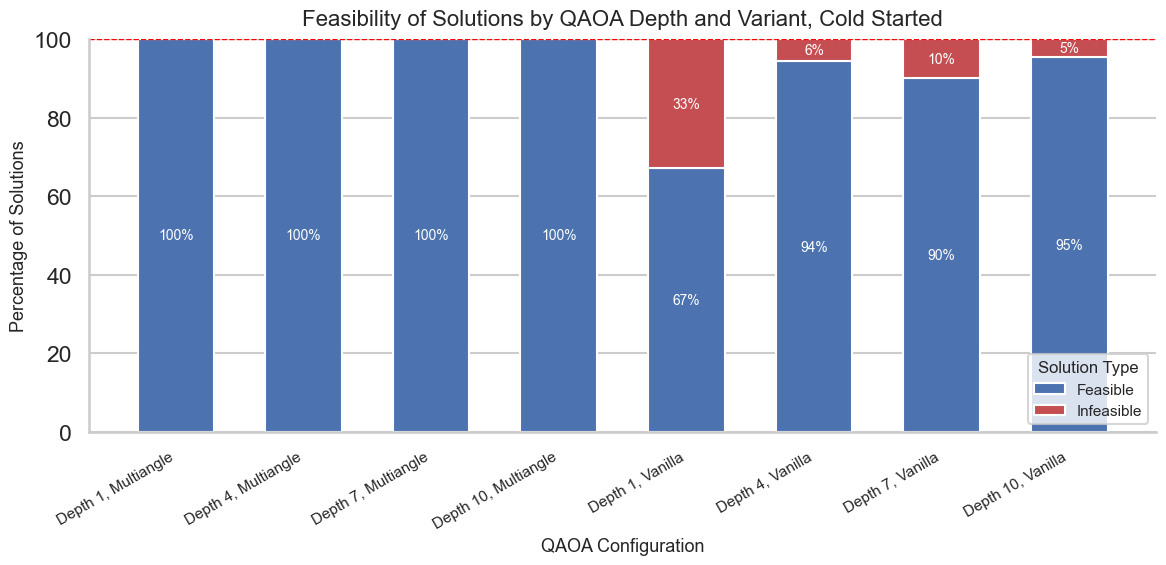 Feasibility of Solutions by QAOA Depth and Variant, Cold Started
Percentage of Solutions
100
80
60
40
20
0
100%
100%
100%
100%
33%
67%
6%
94%
10%
90%
5%
95%
Solution Type
Feasible
Infeasible
Depth 1, Multiangle
Depth 4, Multiangle
Depth 7, Multiangle
Depth 10, Multiangle
Depth 1, Vanilla
Depth 4, Vanilla
Depth 7, Vanilla
Depth 10, Vanilla
QAOA Configuration